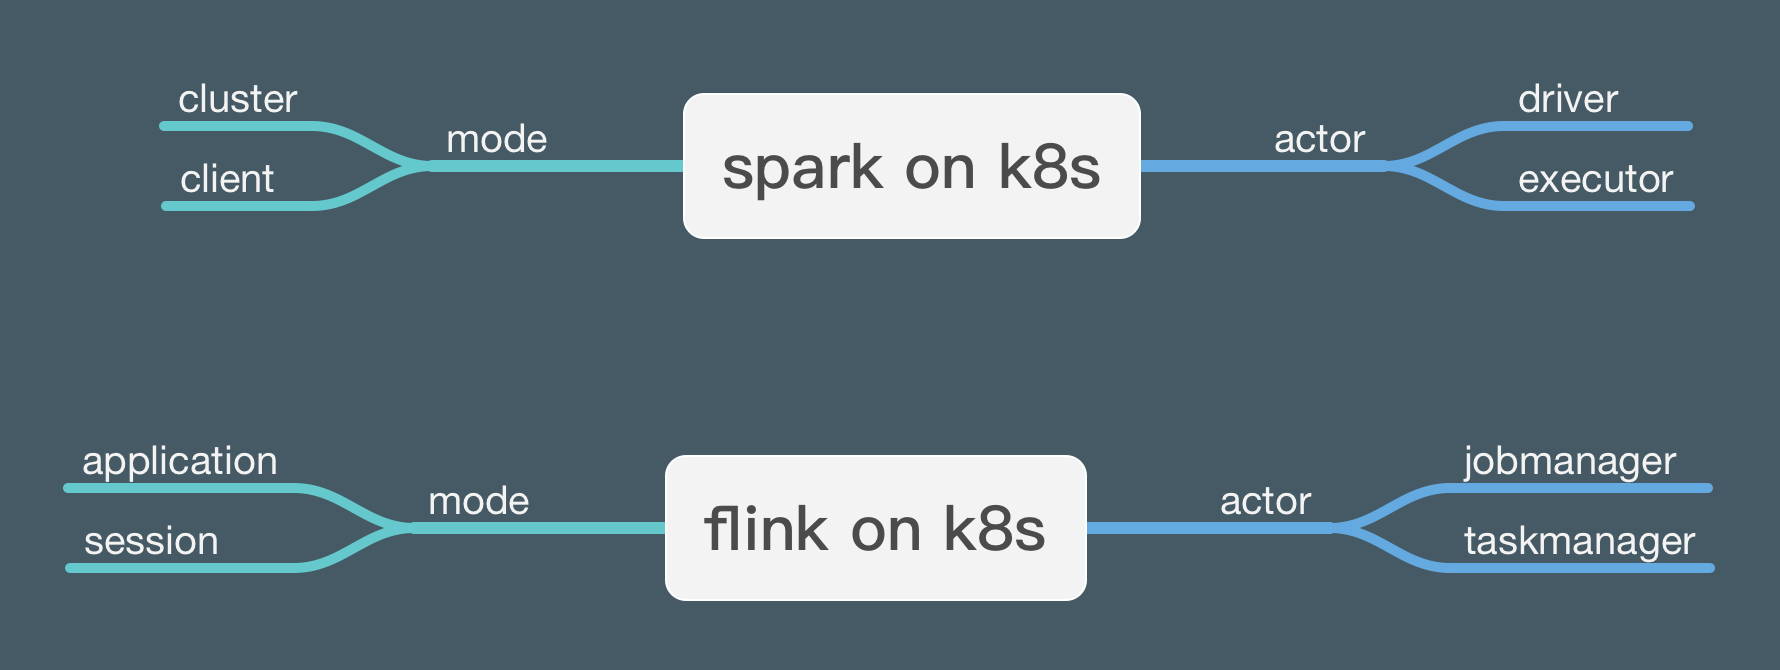 cluster
client
mode
spark on k8s
actor
driver
executor
application
session
mode
flink on k8s
actor
jobmanager
taskmanager